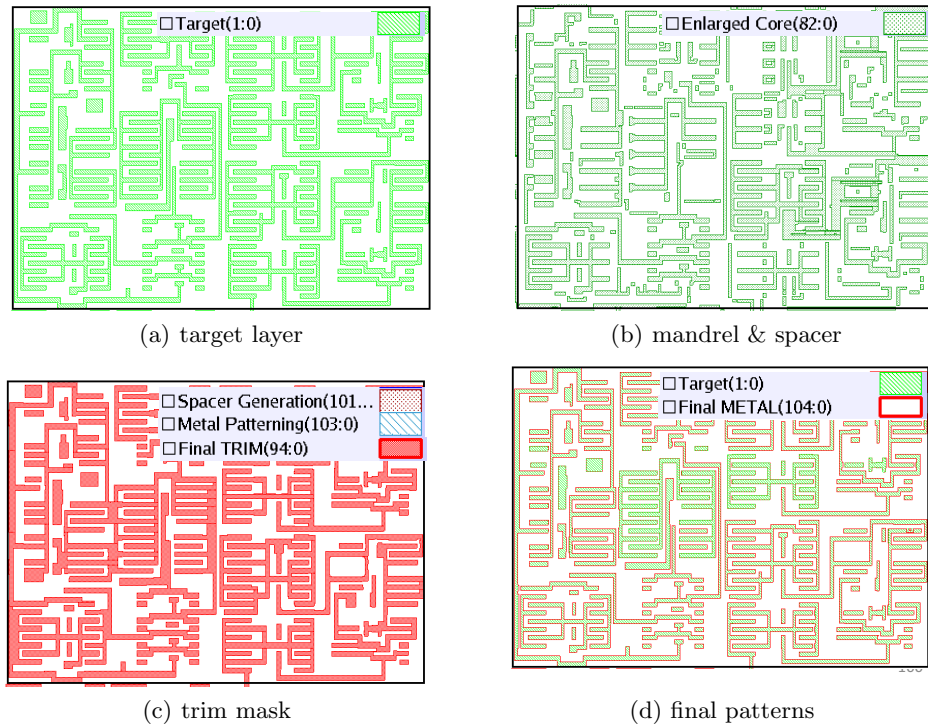 Target(1:0)
(a) target layer
Enlarged Core(82:0)
(b) mandrel & spacer
Spacer Generation(101...
Metal Patterning(103:0)
Final TRIM(94:0)
(c) trim mask
Target(1:0)
Final METAL(104:0)
(d) final patterns